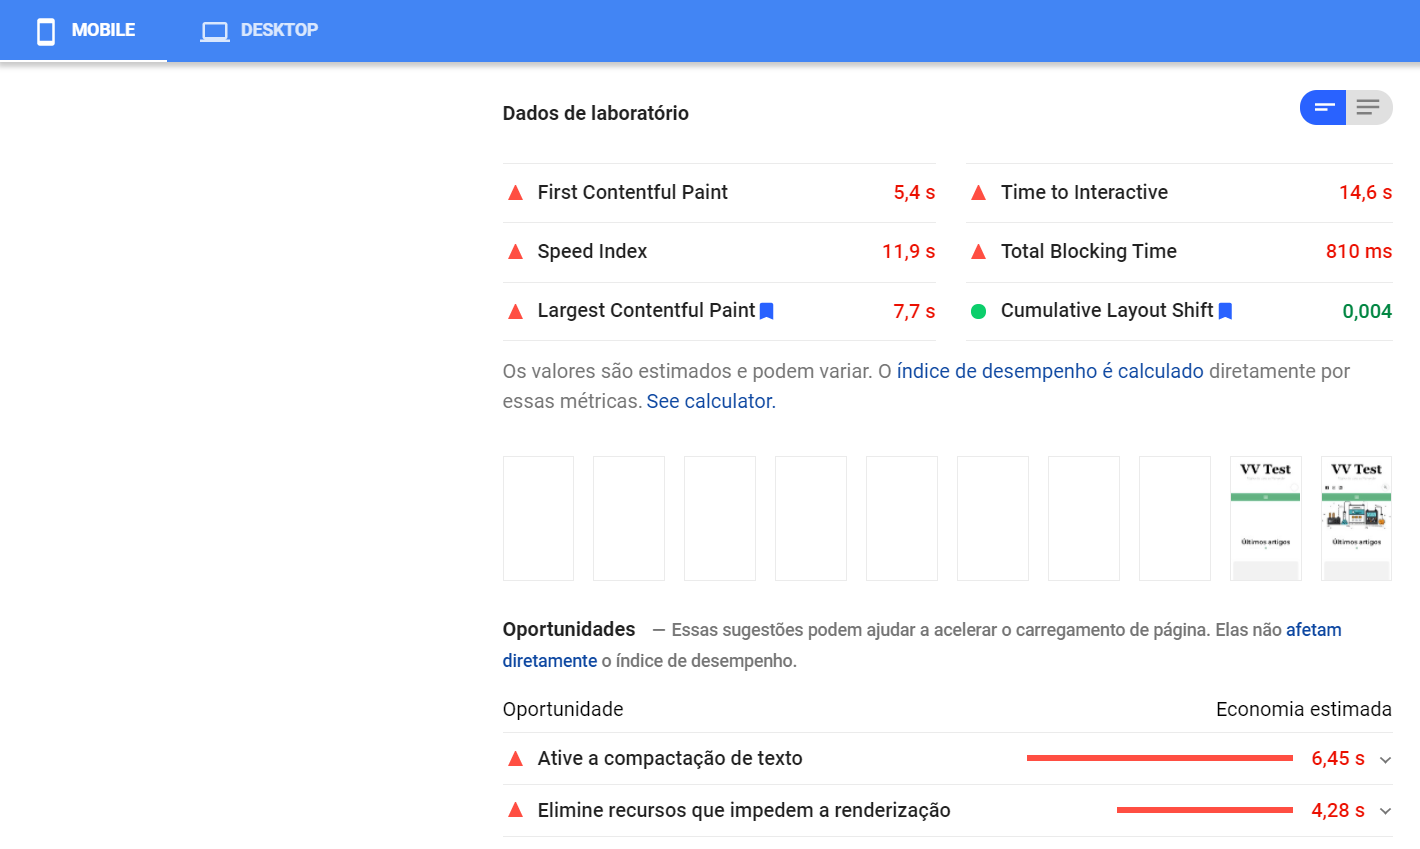 MOBILE
DESKTOP
Dados de laboratório
First Contentful Paint 5,4 s
Time to Interactive 14,6 s
Speed Index 11,9 s
Total Blocking Time 810 ms
Largest Contentful Paint 7,7 s
Cumulative Layout Shift 0,004
Os valores são estimados e podem variar. O índice de desempenho é calculado diretamente por
essas métricas. See calculator.
VV Test
Últimos artigos
VV Test
Últimos artigos
Oportunidades — Essas sugestões podem ajudar a acelerar o carregamento de página. Elas não afetam
diretamente o índice de desempenho.
Oportunidade Economia estimada
Ative a compactação de texto 6,45 s
Elimine recursos que impedem a renderização 4,28 s